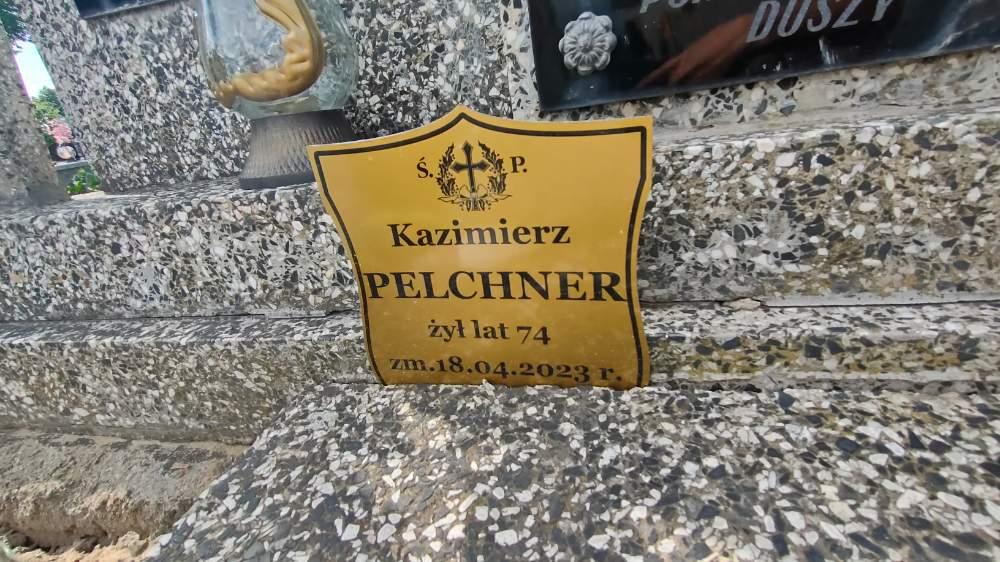 DUSZY
Ś. P.
Kazimierz
PELCHNER
żył lat 74
zm.18.04.2023 r.